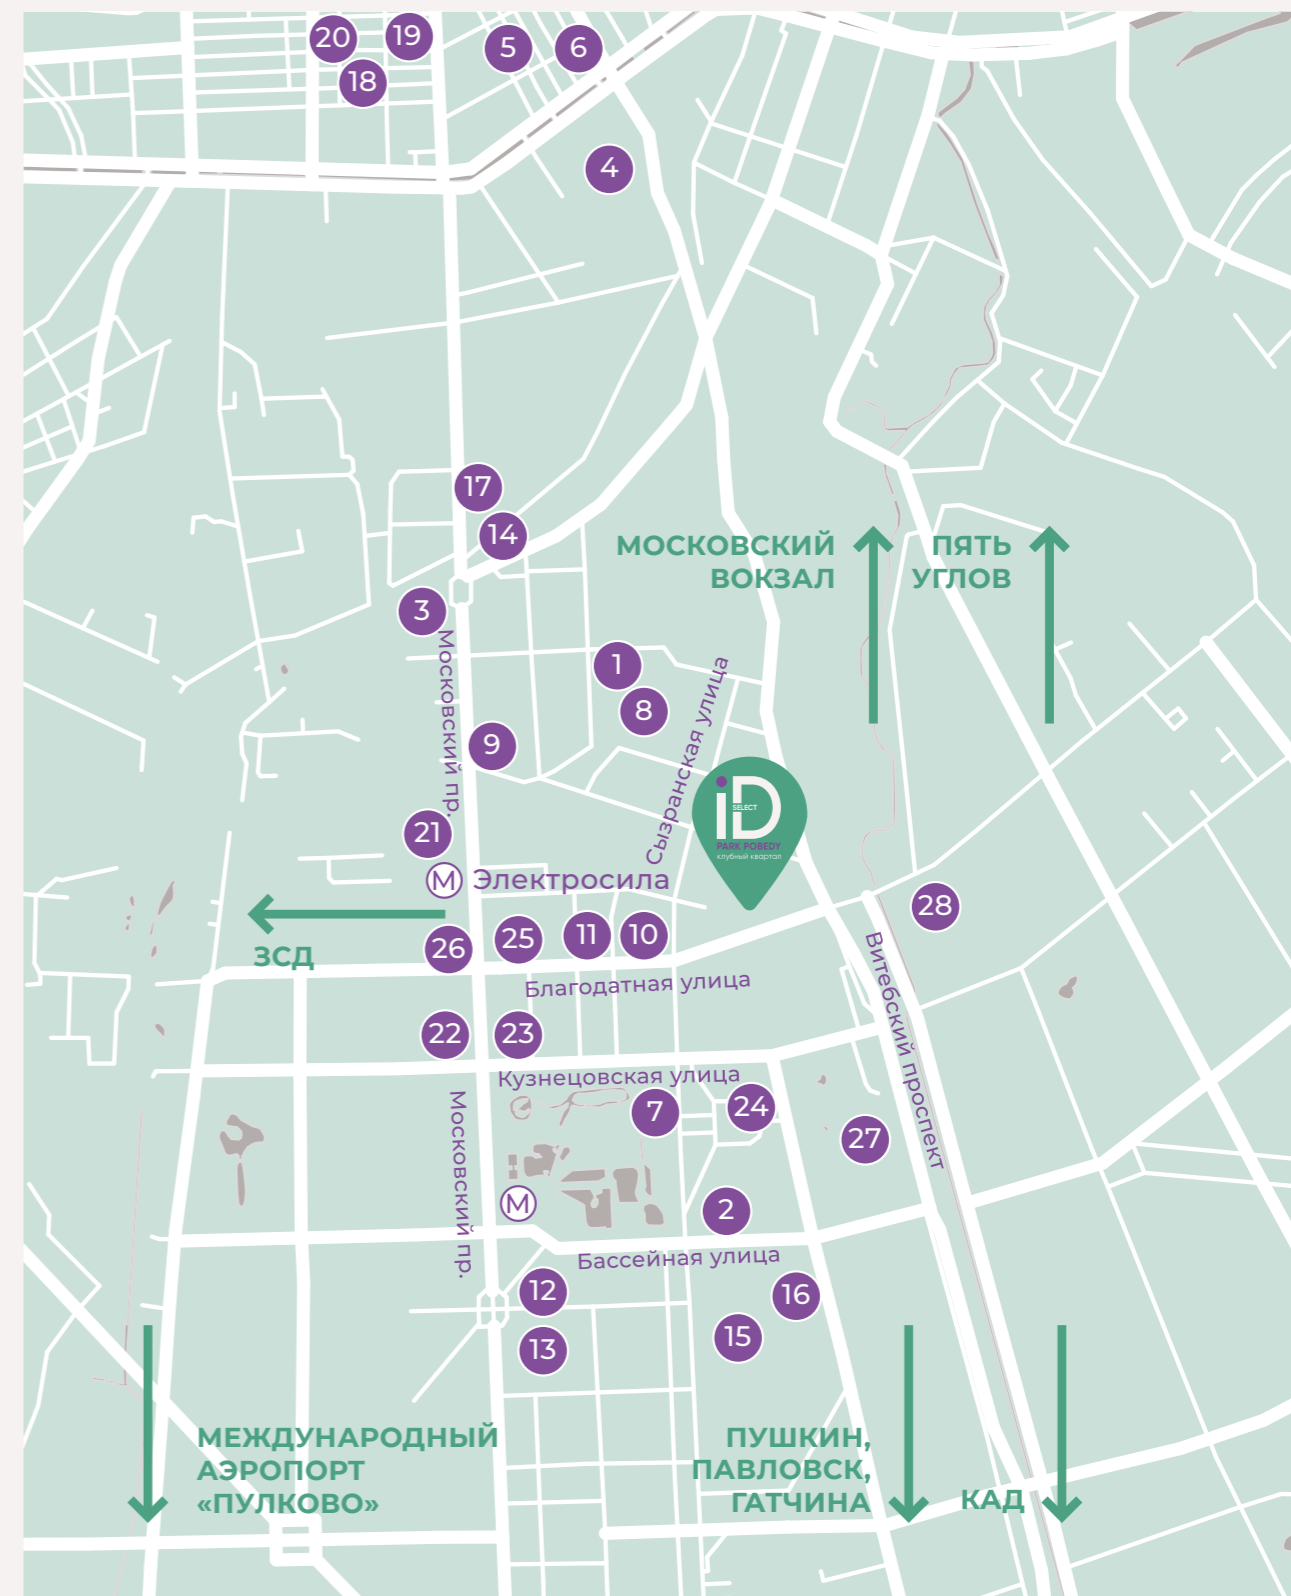 20
19
5
6
18
4
17
14
МОСКОВСКИЙ
ВОКЗАЛ
ПЯТЬ
УГЛОВ
3
Московский пр.
1
8
Сызранская улица
9
iD
SELECT
PARK POBEDY
клубный квартал
21
М
Электросила
28
ЗСД
26
25
11
10
Благодатная улица
Витебский проспект
22
23
Кузнецовская улица
7
24
Московский пр.
27
М
2
Бассейная улица
12
16
13
15
МЕЖДУНАРОДНЫЙ
АЭРОПОРТ
«ПУЛКОВО»
ПУШКИН,
ПАВЛОВСК,
ГАТЧИНА
КАД